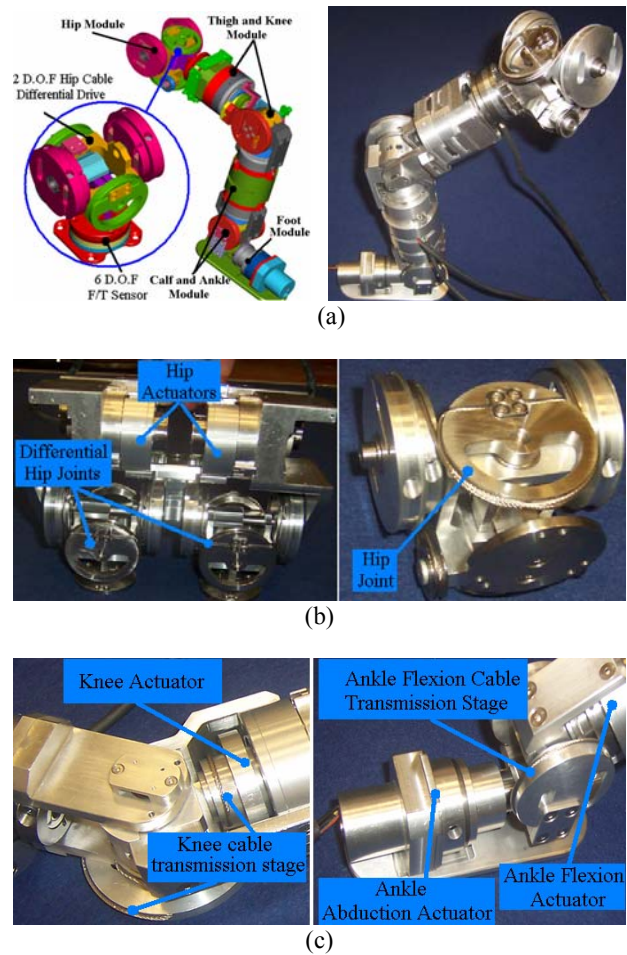 Hip Module
Thigh and Knee
Module
2 D.O.F Hip Cable
Differential Drive
Foot
Module
6 D.O.F
F/T Sensor
Calf and Ankle
Module
(a)
Hip
Actuators
Differential
Hip Joints
Hip
Joint
(b)
Knee Actuator
Knee cable
transmission stage
Ankle Flexion Cable
Transmission Stage
Ankle
Abduction Actuator
Ankle Flexion
Actuator
(c)